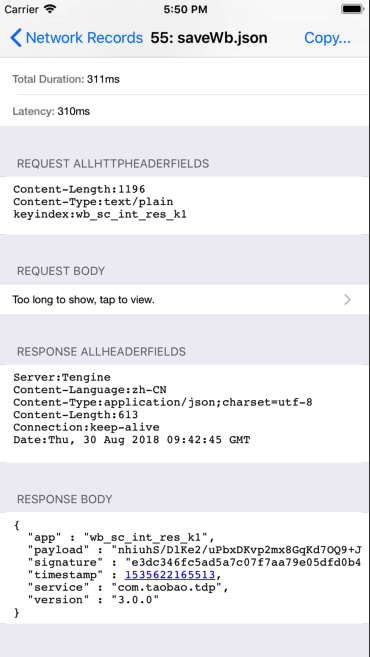 Carrier 5:50 PM
Network Records 55: saveWb.json Copy...
Total Duration: 311ms
Latency: 310ms
REQUEST ALLHTTPHEADERFIELDS
Content-Length:1196
Content-Type:text/plain
keyindex:wb_sc_int_res_k1
REQUEST BODY
Too long to show, tap to view.
RESPONSE ALLHEADERFIELDS
Server:Tengine
Content-Language:zh-CN
Content-Type:application/json;charset=utf-8
Content-Length:613
Connection:keep-alive
Date:Thu, 30 Aug 2018 09:42:45 GMT
RESPONSE BODY
{
"app" : "wb_sc_int_res_k1",
"payload" : "nhiuhS/DlKe2/uPbxDKvp2mx8GqKd7OQ9+J
"signature" : "e3dc346fc5ad5a7c07f7aa79e05dfd0b4
"timestamp" : 1535622165513,
"service" : "com.taobao.tdp",
"version" : "3.0.0"
}